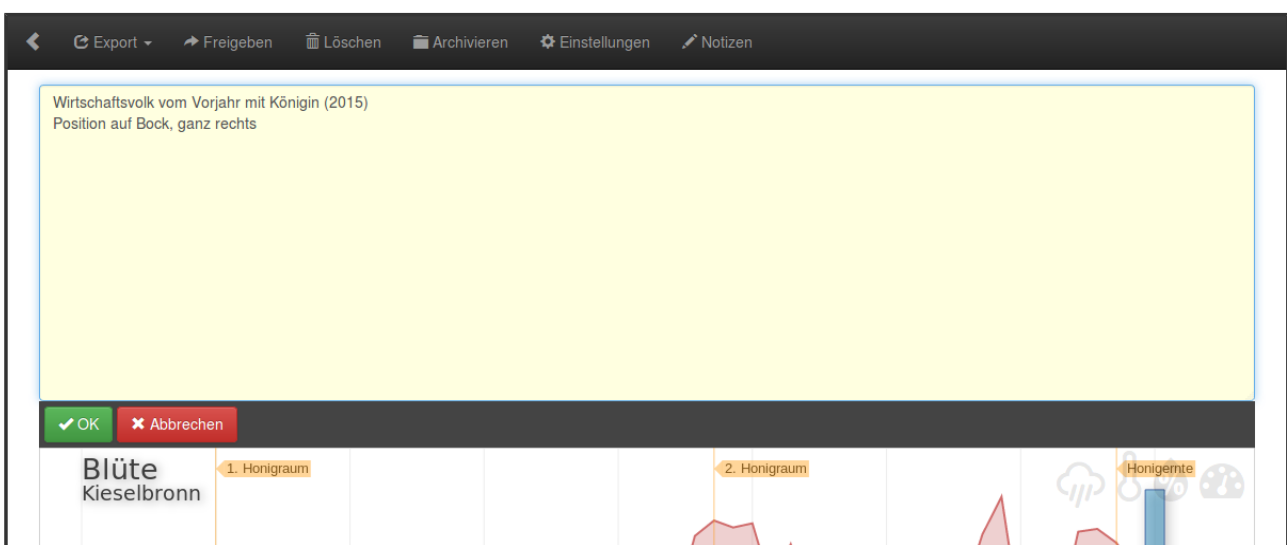 Export
Freigeben
Löschen
Archivieren
Einstellungen
Notizen
Wirtschaftsvolk vom Vorjahr mit Königin (2015)
Position auf Bock, ganz rechts
OK
Abbrechen
Blüte
Kieselbronn
1. Honigraum
2. Honigraum
Honigernte
%